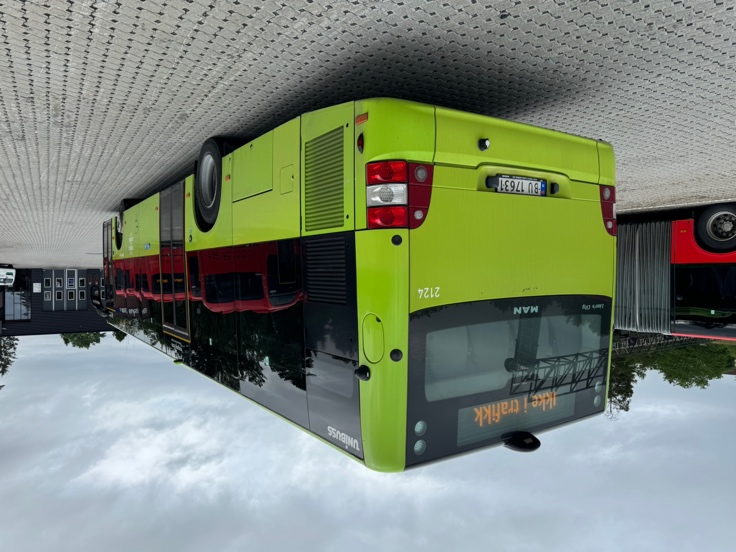 UNIBUSS
Ikke i trafikk
Lion's City
MAN
2124
BU 17631